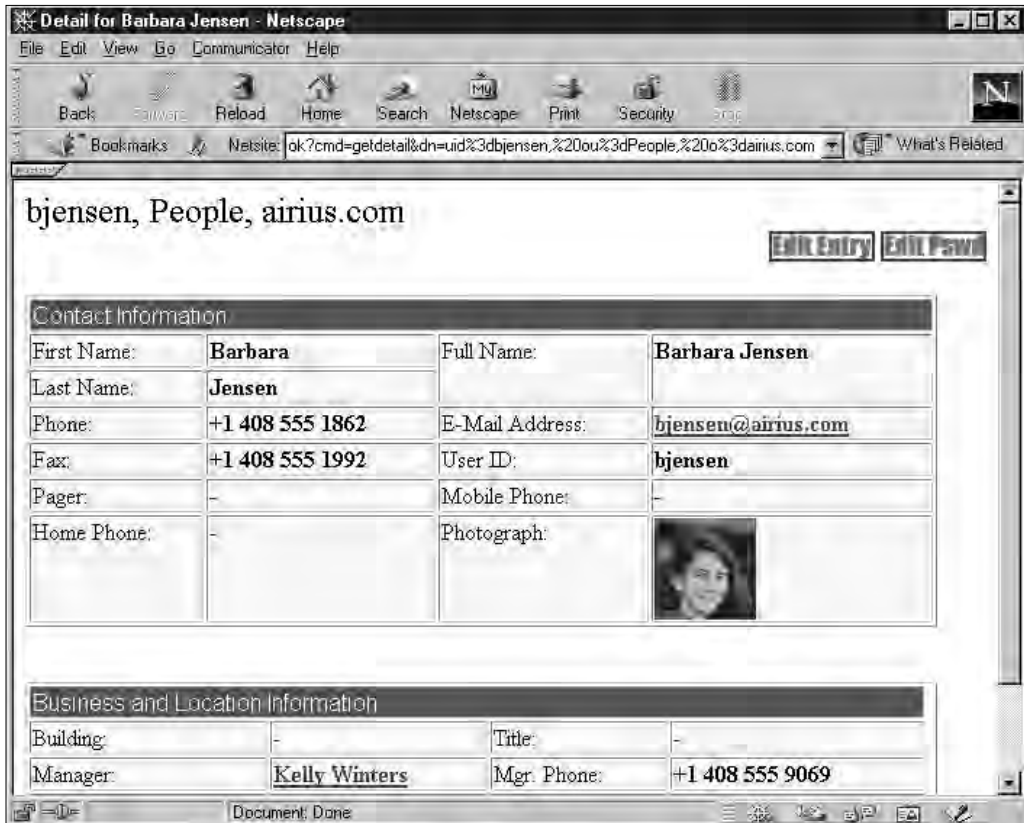 Detail for Barbara Jensen - Netscape
File Edit View Go Communicator Help
My
N
Back Forward Reload Home Search Netscape Print Security Stop
Bookmarks Netsite: ok?cmd=getdetail&dn=uid%3dbjensen,%20ou%3dPeople,%20o%3dairius.com What's Related
bjensen, People, airius.com
Edit Entry Edit Pswd
Contact Information
First Name: Barbara Full Name: Barbara Jensen
Last Name: Jensen
Phone: +1 408 555 1862 E-Mail Address: bjensen@airius.com
Fax: +1 408 555 1992 User ID: bjensen
Pager: - Mobile Phone: -
Home Phone: - Photograph:
Business and Location Information
Building: - Title: -
Manager: Kelly Winters Mgr. Phone: +1 408 555 9069
Document: Done